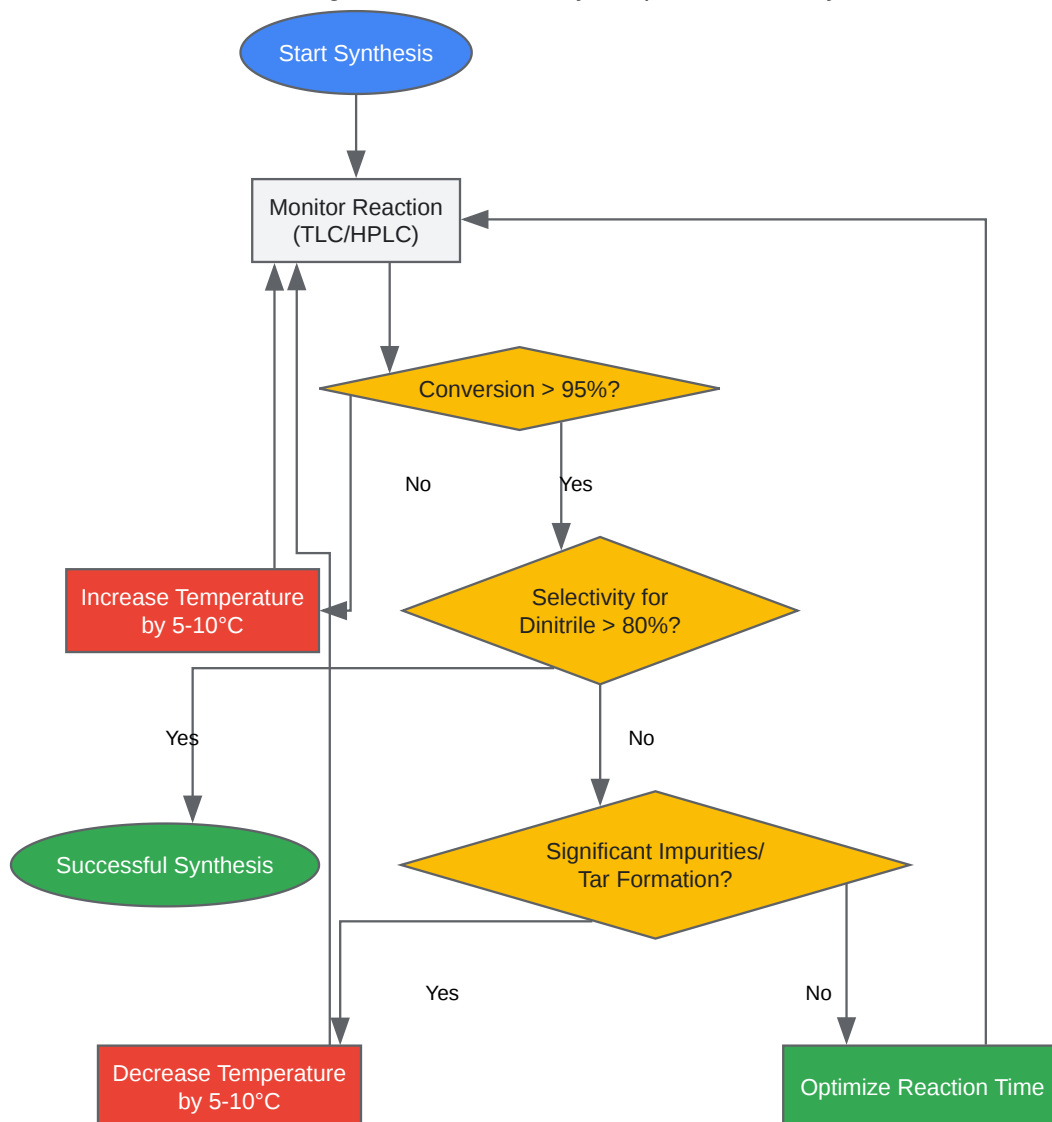 Start Synthesis
Monitor Reaction
(TLC/HPLC)
Conversion > 95%?
No
Yes
Increase Temperature
by 5-10°C
Selectivity for
Dinitrile > 80%?
Yes
No
Successful Synthesis
Significant Impurities/
Tar Formation?
Yes
No
Decrease Temperature
by 5-10°C
Optimize Reaction Time